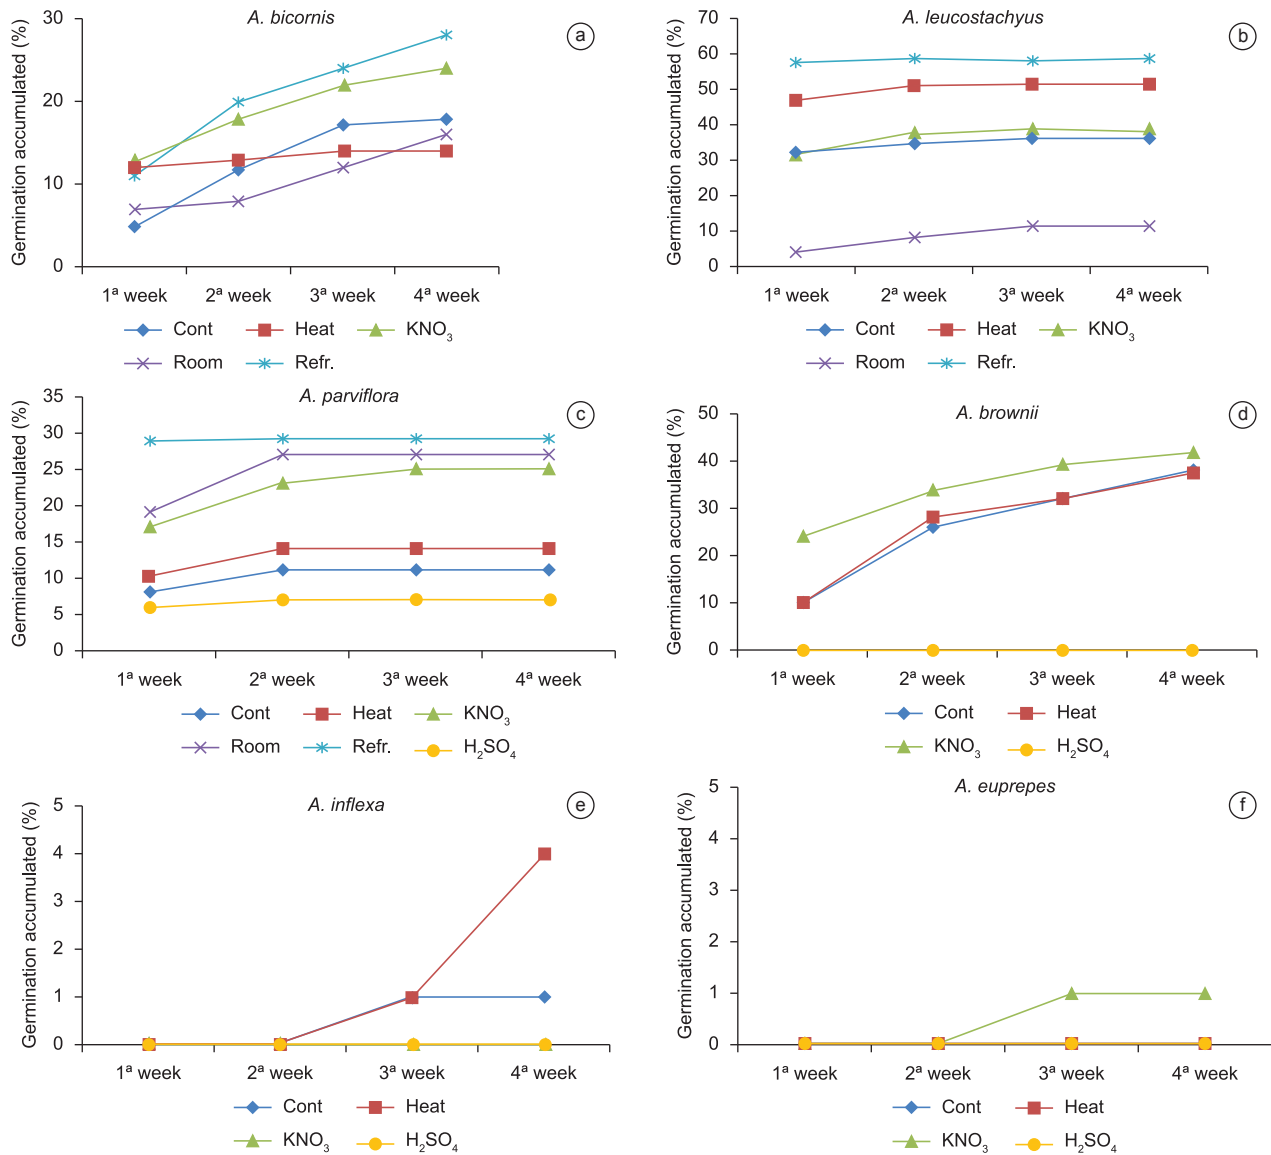 A. bicornis
a
Germination accumulated (%)
30
20
10
0
1ª week 2ª week 3ª week 4ª week
Cont Heat KNO₃
Room Refr.
A. leucostachyus
b
Germination accumulated (%)
70
60
50
40
30
20
10
0
1ª week 2ª week 3ª week 4ª week
Cont Heat KNO₃
Room Refr.
A. parviflora
c
Germination accumulated (%)
35
30
25
20
15
10
5
0
1ª week 2ª week 3ª week 4ª week
Cont Heat KNO₃
Room Refr. H₂SO₄
A. brownii
d
Germination accumulated (%)
50
40
30
20
10
0
1ª week 2ª week 3ª week 4ª week
Cont Heat
KNO₃ H₂SO₄
A. inflexa
e
Germination accumulated (%)
5
4
3
2
1
0
1ª week 2ª week 3ª week 4ª week
Cont Heat
KNO₃ H₂SO₄
A. euprepes
f
Germination accumulated (%)
5
4
3
2
1
0
1ª week 2ª week 3ª week 4ª week
Cont Heat
KNO₃ H₂SO₄